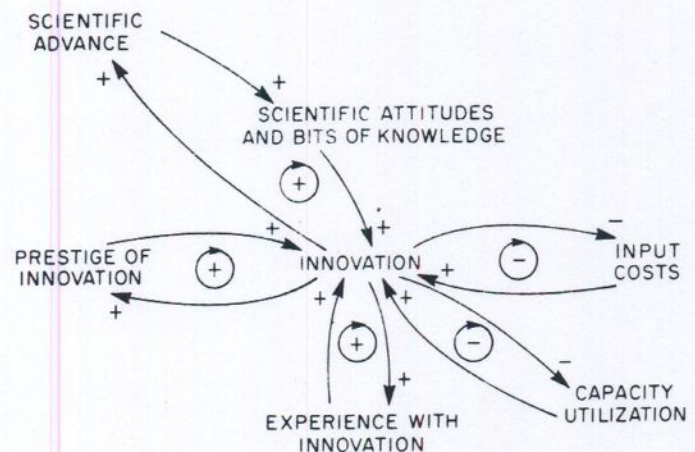 SCIENTIFIC
ADVANCE
+
+
SCIENTIFIC ATTITUDES
AND BITS OF KNOWLEDGE
+
+
+
−
PRESTIGE OF
INNOVATION
+
INNOVATION
+
−
INPUT
COSTS
+
+
+
+
−
−
+
CAPACITY
UTILIZATION
EXPERIENCE WITH
INNOVATION